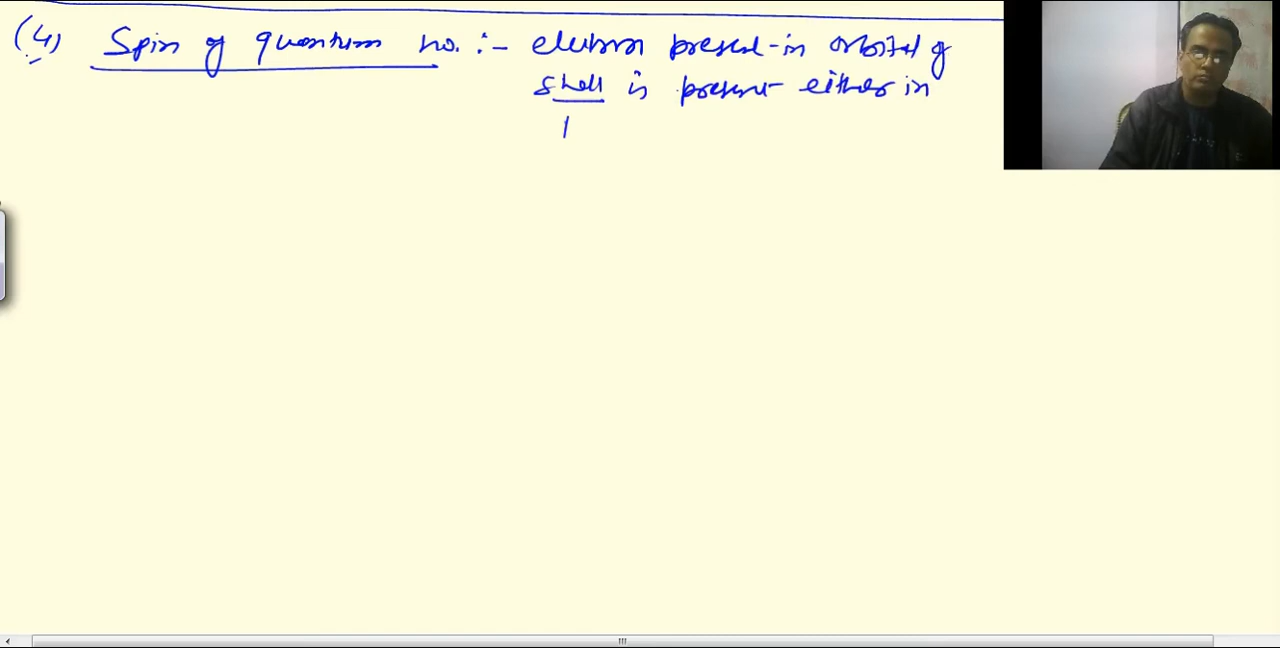 (4) Spin of quantum no. :- electron present in orbital of
shell is present either in